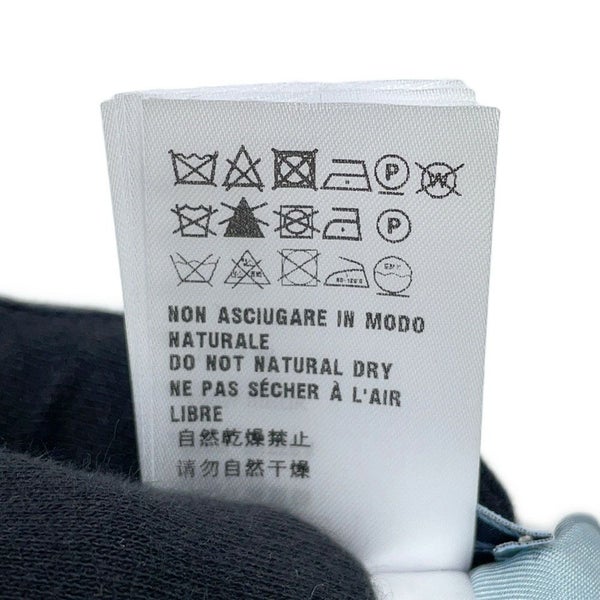 P W
P
NON ASCIUGARE IN MODO
NATURALE
DO NOT NATURAL DRY
NE PAS SÉCHER À L'AIR
LIBRE
自然乾燥禁止
请勿自然干燥